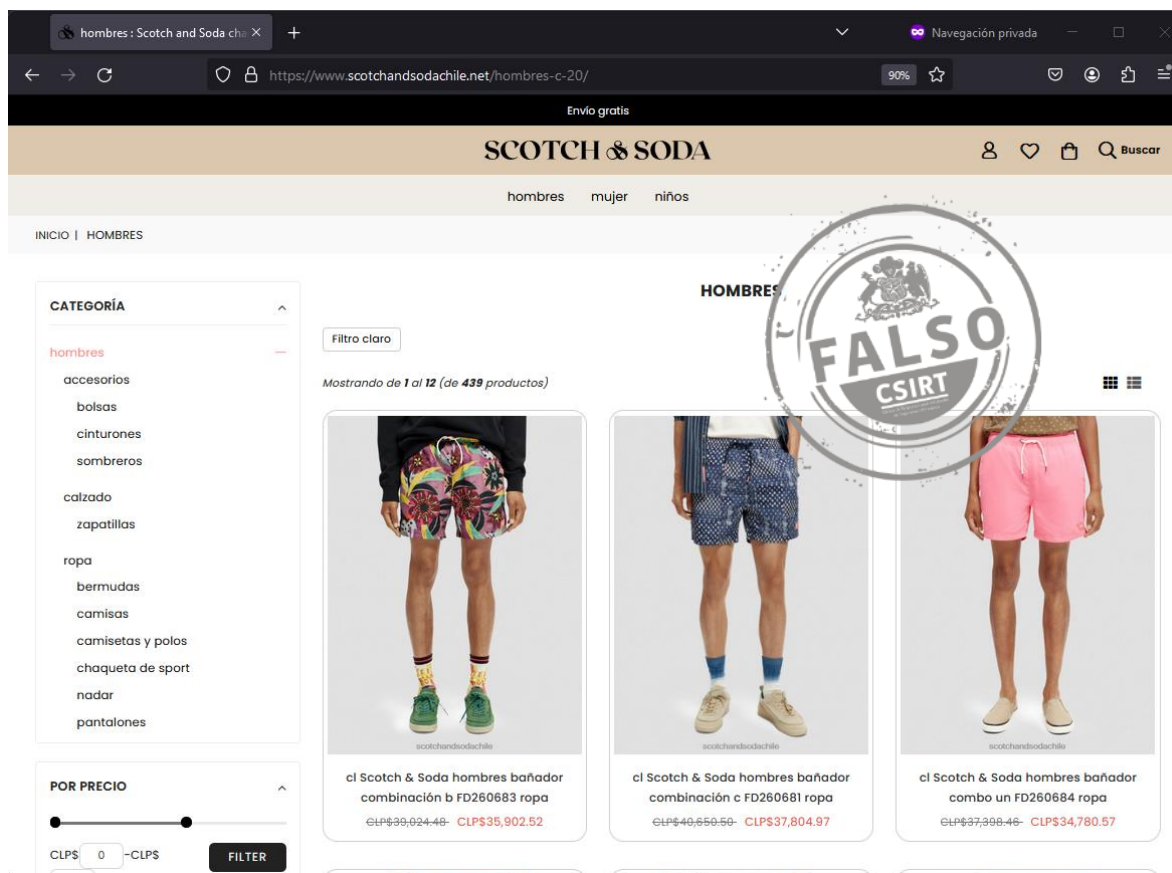 hombres : Scotch and Soda cha
Navegación privada
https://www.scotchandsodachile.net/hombres-c-20/
90%
Envío gratis
SCOTCH & SODA
Buscar
hombres mujer niños
INICIO | HOMBRES
CATEGORÍA
hombres
accesorios
bolsas
cinturones
sombreros
calzado
zapatillas
ropa
bermudas
camisas
camisetas y polos
chaqueta de sport
nadar
pantalones
POR PRECIO
CLP$ 0 -CLP$
FILTER
HOMBRES
Filtro claro
Mostrando de 1 al 12 (de 439 productos)
FALSO
CSIRT
scotchandsodachile
scotchandsodachile
scotchandsodachile
cl Scotch & Soda hombres bañador
combinación b FD260683 ropa
CLP$39,024.48 CLP$35,902.52
cl Scotch & Soda hombres bañador
combinación c FD260681 ropa
CLP$40,650.50 CLP$37,804.97
cl Scotch & Soda hombres bañador
combo un FD260684 ropa
CLP$37,398.46 CLP$34,780.57